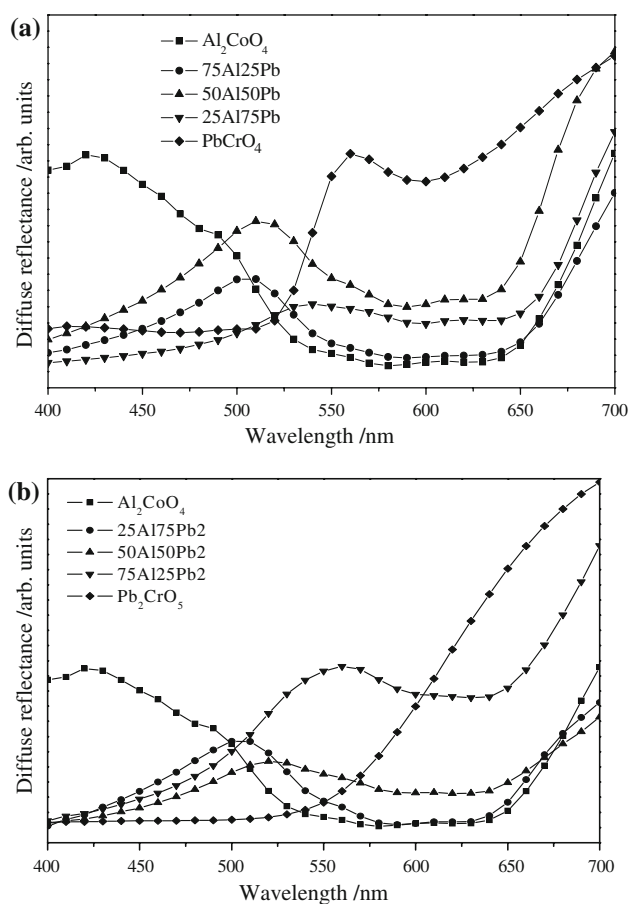 (a)
Al₂CoO₄
75Al25Pb
50Al50Pb
25Al75Pb
PbCrO₄
Diffuse reflectance /arb. units
400 450 500 550 600 650 700
Wavelength /nm
(b)
Al₂CoO₄
25Al75Pb2
50Al50Pb2
75Al25Pb2
Pb₂CrO₅
Diffuse reflectance /arb. units
400 450 500 550 600 650 700
Wavelength /nm